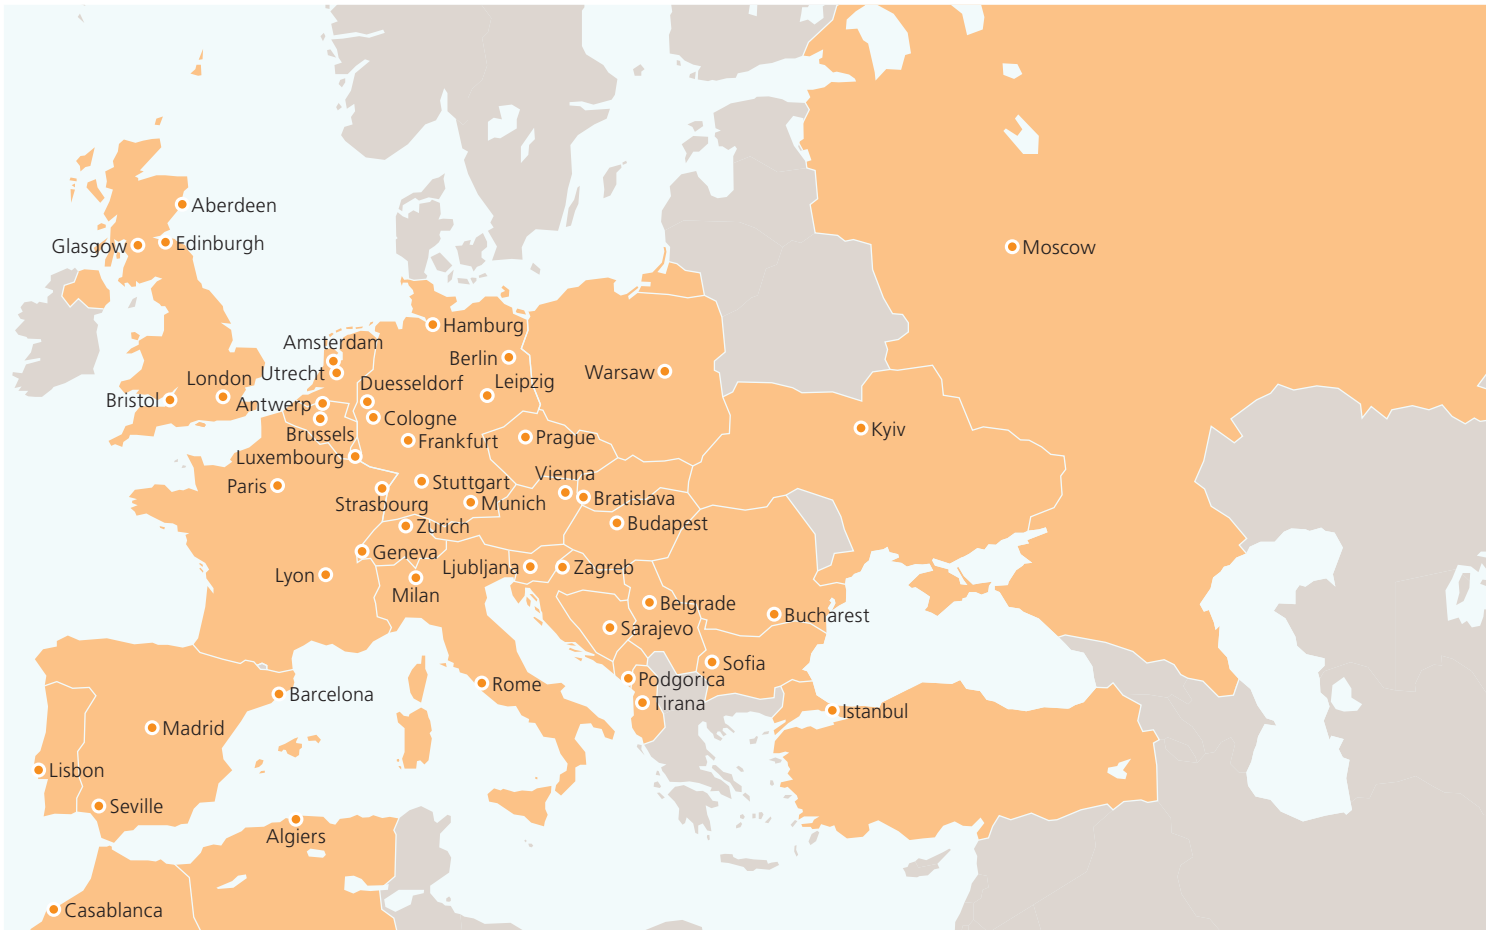 Aberdeen
Glasgow
Edinburgh
Moscow
Hamburg
Amsterdam
Berlin
Utrecht
Warsaw
London
Duesseldorf
Leipzig
Bristol
Antwerp
Cologne
Kyiv
Brussels
Frankfurt
Prague
Luxembourg
Vienna
Paris
Stuttgart
Strasbourg
Munich
Bratislava
Zurich
Budapest
Geneva
Ljubljana
Zagreb
Lyon
Milan
Belgrade
Bucharest
Sarajevo
Sofia
Podgorica
Rome
Barcelona
Tirana
Istanbul
Madrid
Lisbon
Seville
Algiers
Casablanca